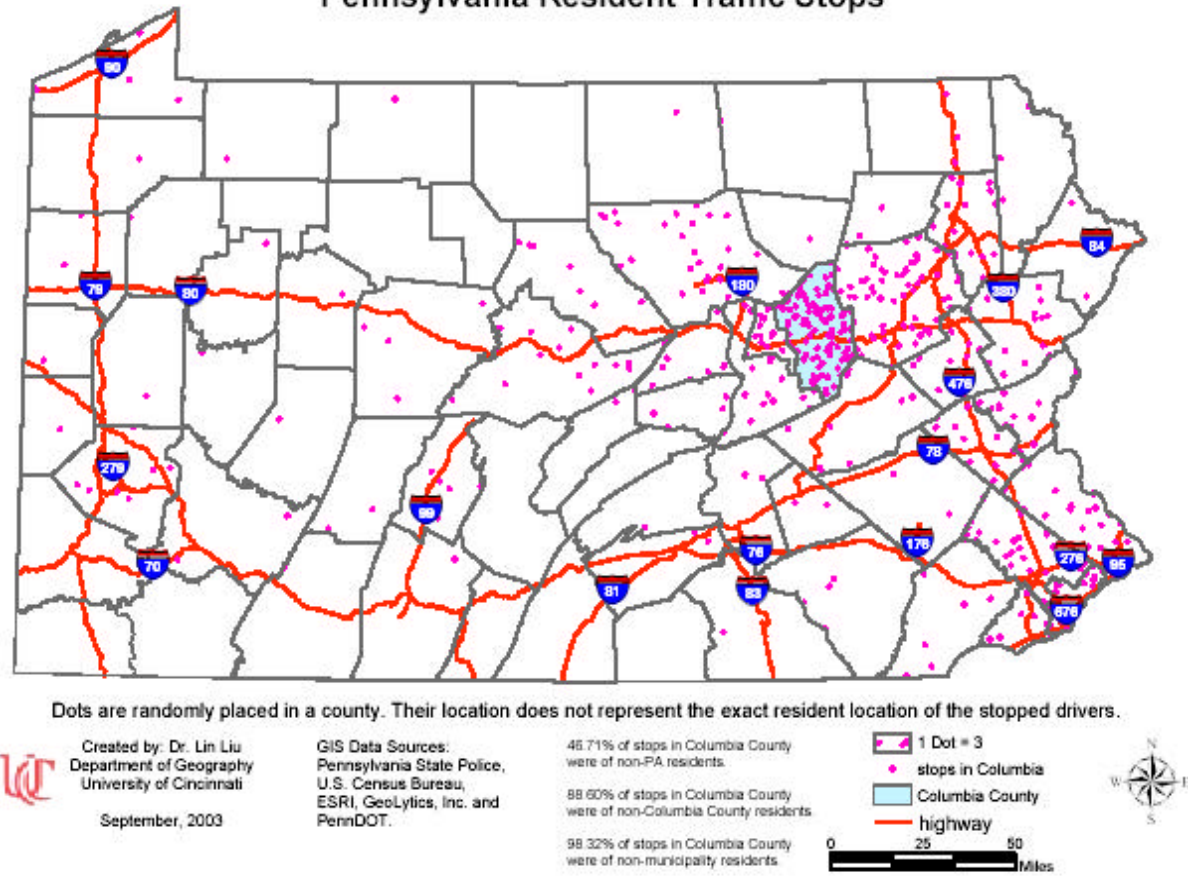 Pennsylvania Resident Traffic Stops
90
79
80
180
84
380
476
279
78
99
70
81
76
83
176
276
95
676
Dots are randomly placed in a county. Their location does not represent the exact resident location of the stopped drivers.
UC
Created by: Dr. Lin Liu
Department of Geography
University of Cincinnati
September, 2003
GIS Data Sources:
Pennsylvania State Police,
U.S. Census Bureau,
ESRI, GeoLytics, Inc. and
PennDOT.
46.71% of stops in Columbia County
were of non-PA residents.
88.60% of stops in Columbia County
were of non-Columbia County residents.
98.32% of stops in Columbia County
were of non-municipality residents
1 Dot = 3
stops in Columbia
Columbia County
highway
0 25 50
Miles
N
W E
S